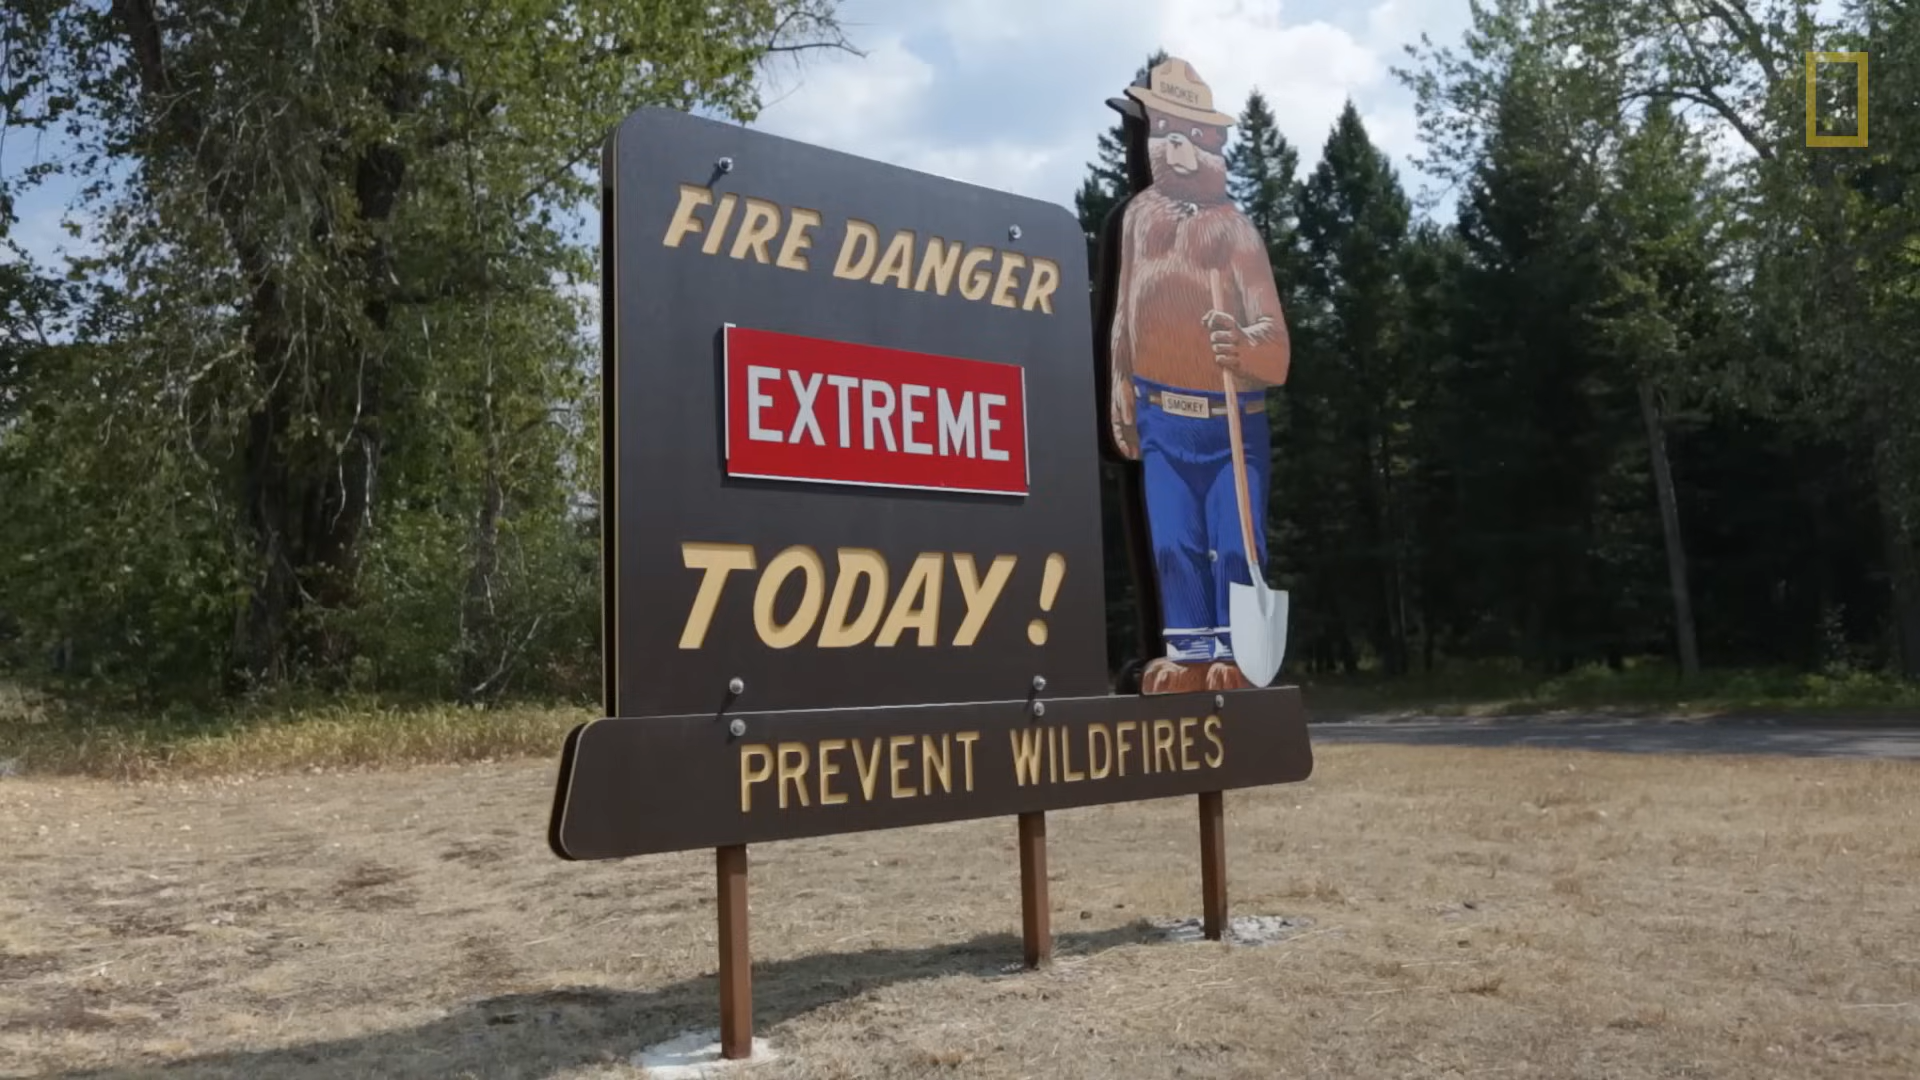 SMOKEY
FIRE DANGER
EXTREME
SMOKEY
TODAY!
PREVENT WILDFIRES